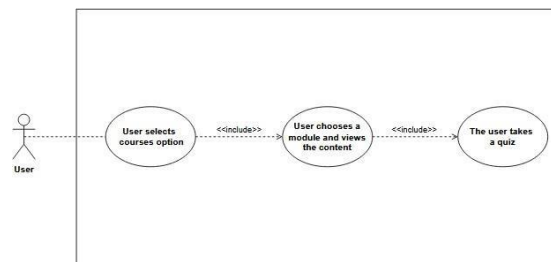 User
User selects
courses option
<<include>>
User chooses a
module and views
the content
<<include>>
The user takes
a quiz